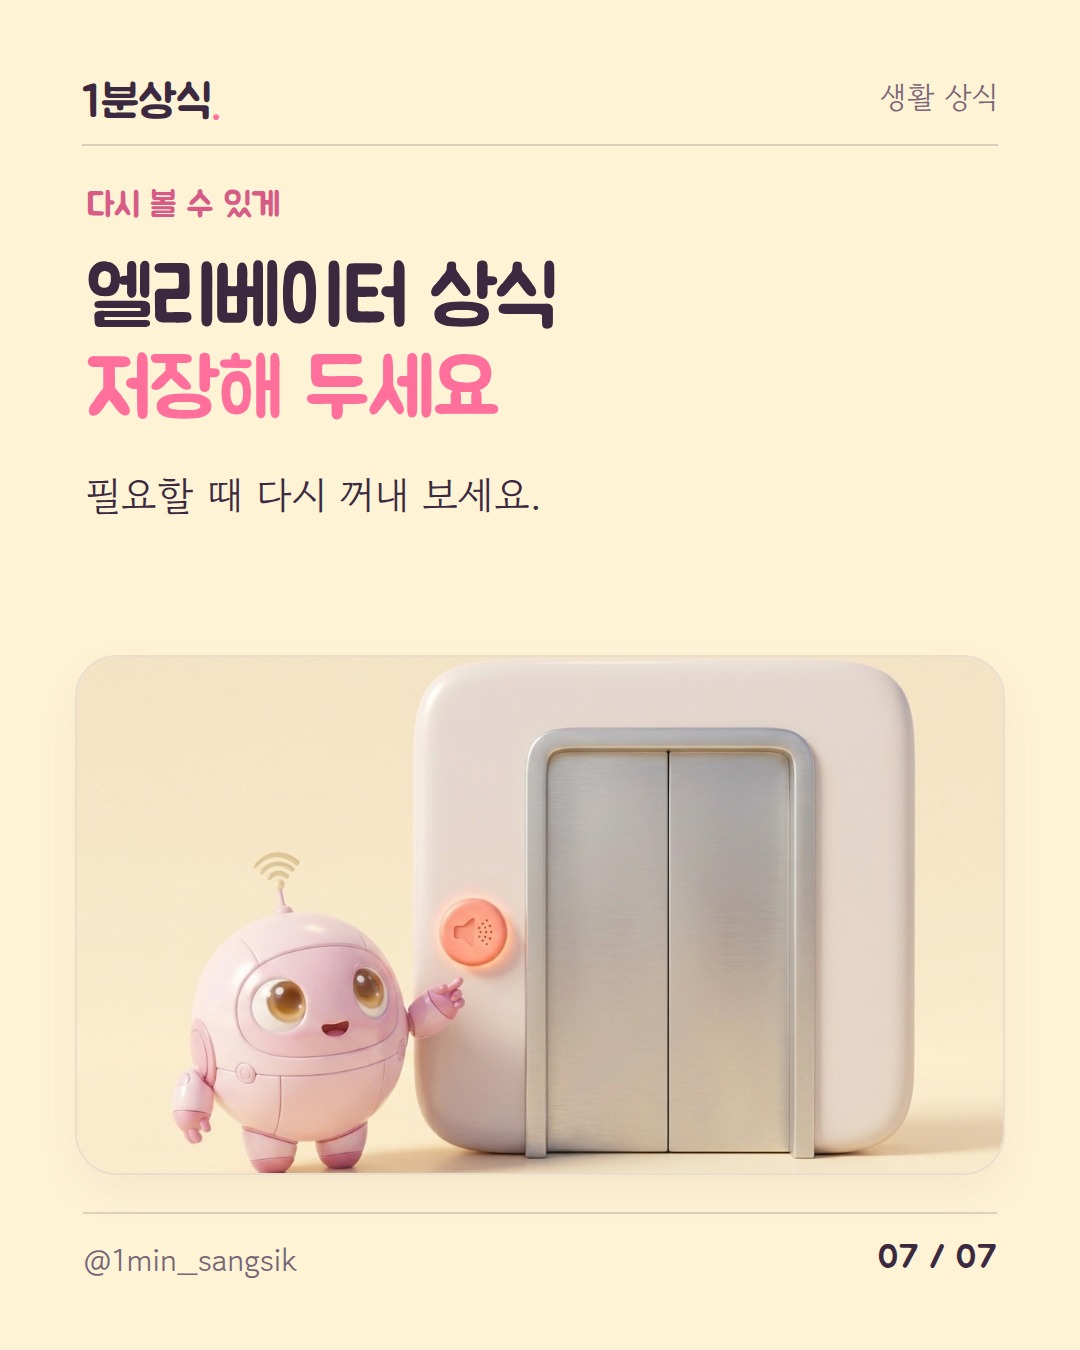 1분상식.
생활 상식
다시 볼 수 있게
엘리베이터 상식
저장해 두세요
필요할 때 다시 꺼내 보세요.
@1min_sangsik
07 / 07